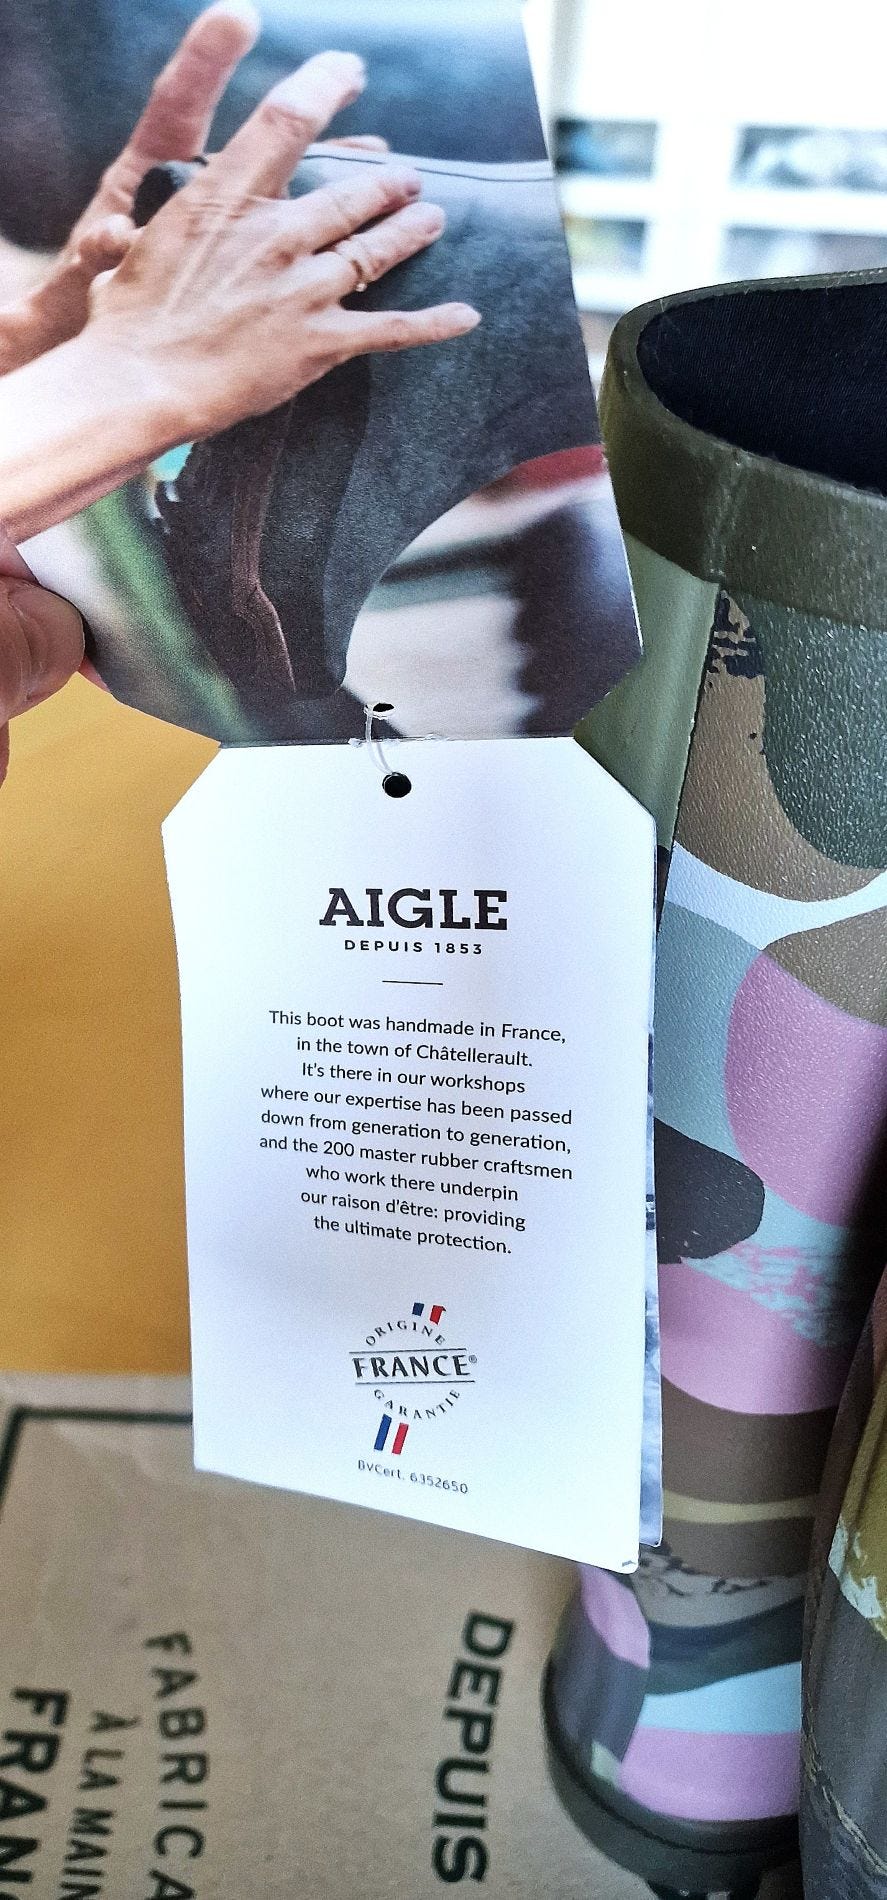 AIGLE
DEPUIS 1853
This boot was handmade in France,
in the town of Châtellerault.
It's there in our workshops
where our expertise has been passed
down from generation to generation,
and the 200 master rubber craftsmen
who work there underpin
our raison d'être: providing
the ultimate protection.
ORIGINE
FRANCE®
GARANTIE
BVCert. 6352650
FABRICA
À LA MAIN
FRAN
DEPUIS